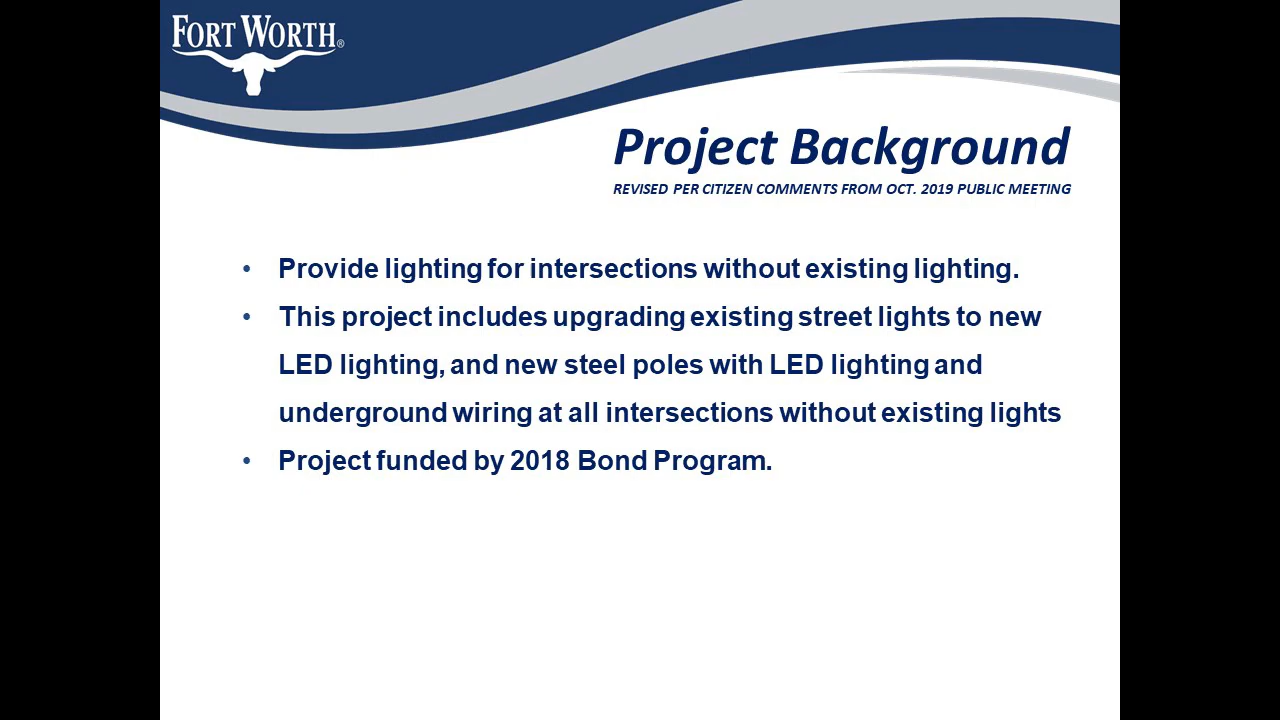 FORT WORTH®
Project Background
REVISED PER CITIZEN COMMENTS FROM OCT. 2019 PUBLIC MEETING
• Provide lighting for intersections without existing lighting.
• This project includes upgrading existing street lights to new
LED lighting, and new steel poles with LED lighting and
underground wiring at all intersections without existing lights
• Project funded by 2018 Bond Program.